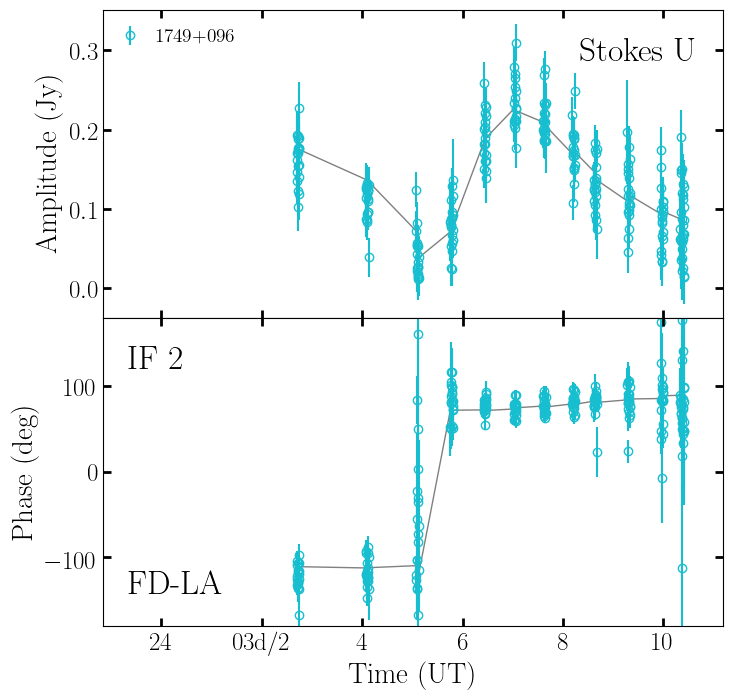 1749+096
Stokes U
0.3
0.2
0.1
0.0
Amplitude (Jy)
IF 2
100
0
−100
Phase (deg)
FD-LA
24 03d/2 4 6 8 10
Time (UT)